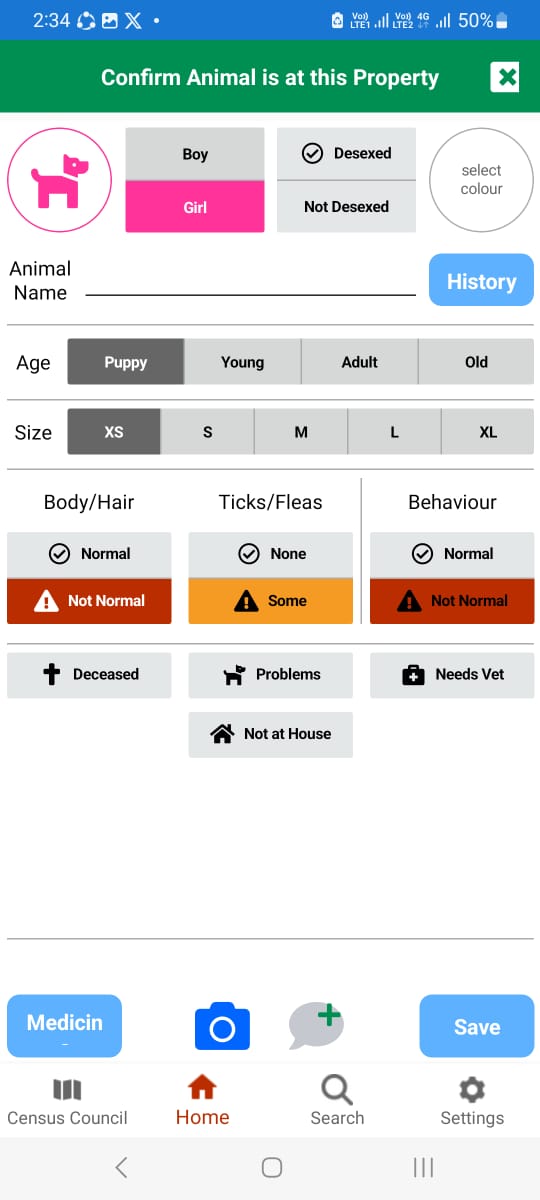 2:34
Vo)) LTE1 Vo)) LTE2 4G 50%
Confirm Animal is at this Property
Boy
Girl
Desexed
Not Desexed
select
colour
Animal
Name
History
Age
Puppy
Young
Adult
Old
Size
XS
S
M
L
XL
Body/Hair
Ticks/Fleas
Behaviour
Normal
None
Normal
Not Normal
Some
Not Normal
Deceased
Problems
Needs Vet
Not at House
Medicin
Save
Census Council
Home
Search
Settings